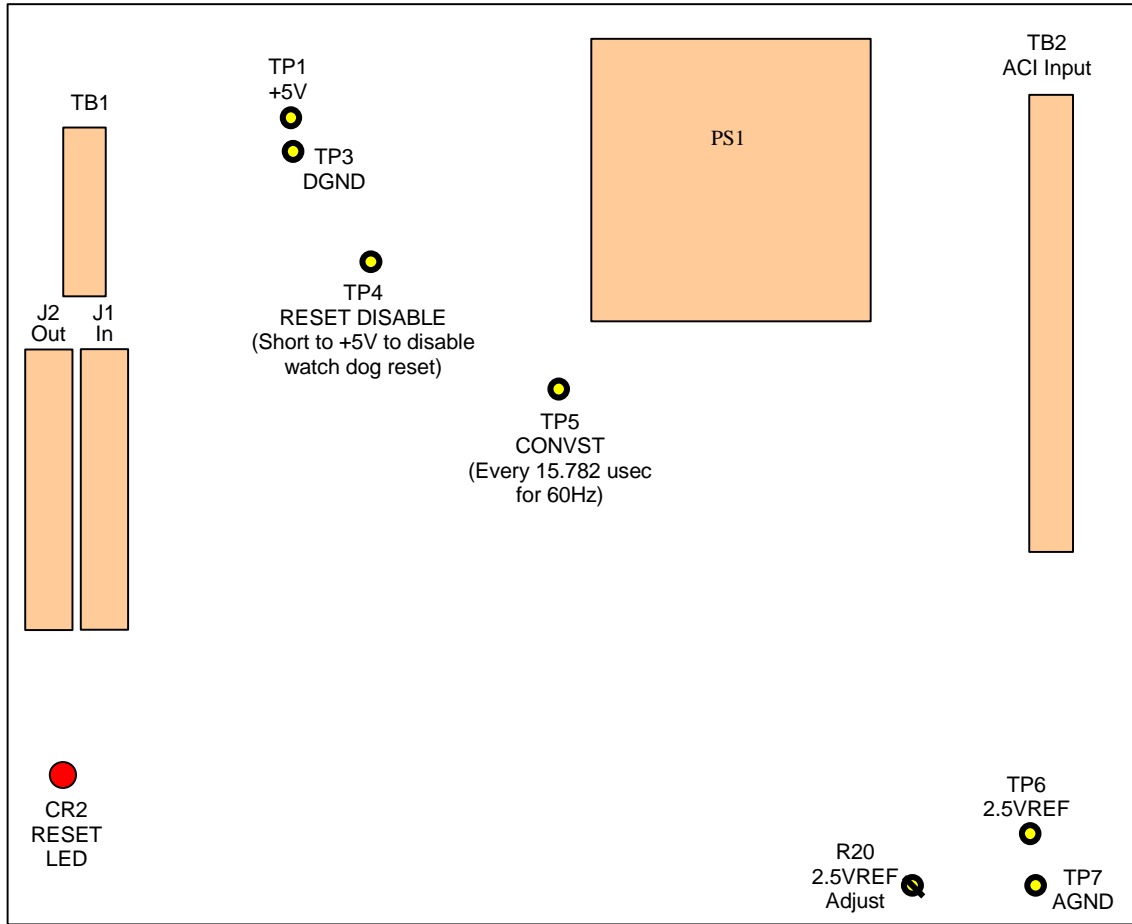 TP1
+5V
TB2
ACI Input
TB1
PS1
TP3
DGND
TP4
RESET DISABLE
(Short to +5V to disable
watch dog reset)
J2
Out
J1
In
TP5
CONVST
(Every 15.782 usec
for 60Hz)
CR2
RESET
LED
TP6
2.5VREF
R20
2.5VREF
Adjust
TP7
AGND